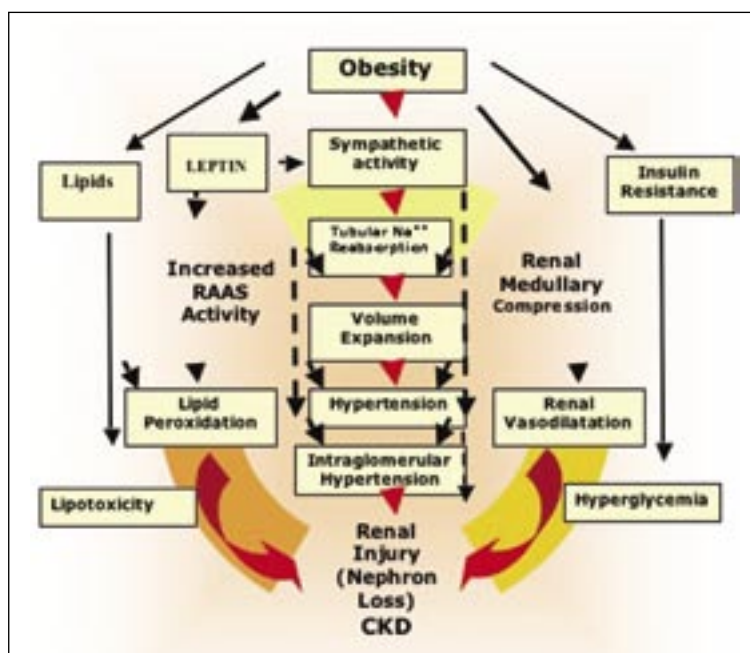 Obesity
Sympathetic
activity
LEPTIN
Lipids
Insulin
Resistance
Tubular Na⁺⁺
Reabsorption
Increased
RAAS
Activity
Renal
Medullary
Compression
Volume
Expansion
Lipid
Peroxidation
Hypertension
Renal
Vasodilatation
Intraglomerular
Hypertension
Lipotoxicity
Hyperglycemia
Renal
Injury
(Nephron
Loss)
CKD